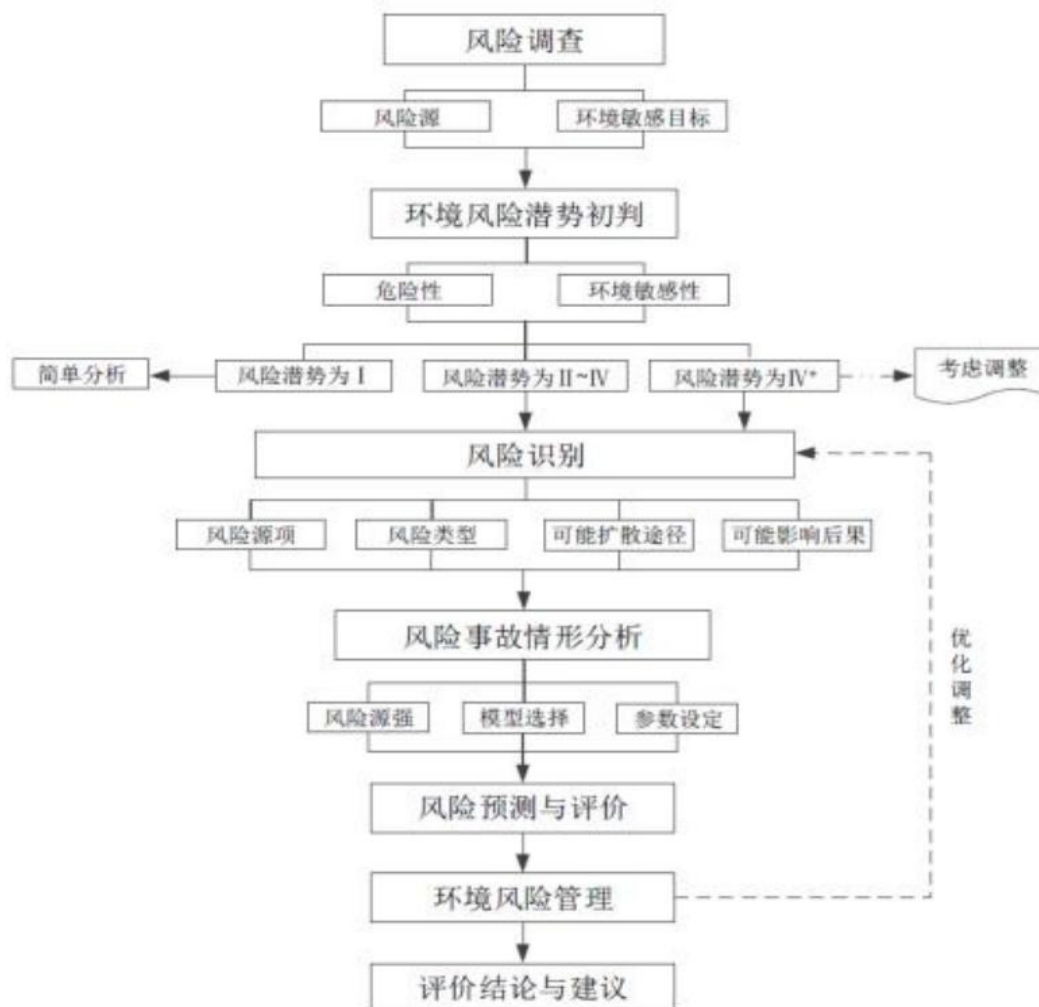 风险调查
风险源
环境敏感目标
环境风险潜势初判
危险性
环境敏感性
简单分析
风险潜势为Ⅰ
风险潜势为Ⅱ~Ⅳ
风险潜势为Ⅳ+
考虑调整
风险识别
风险源项
风险类型
可能扩散途径
可能影响后果
风险事故情形分析
优化调整
风险源强
模型选择
参数设定
风险预测与评价
环境风险管理
评价结论与建议